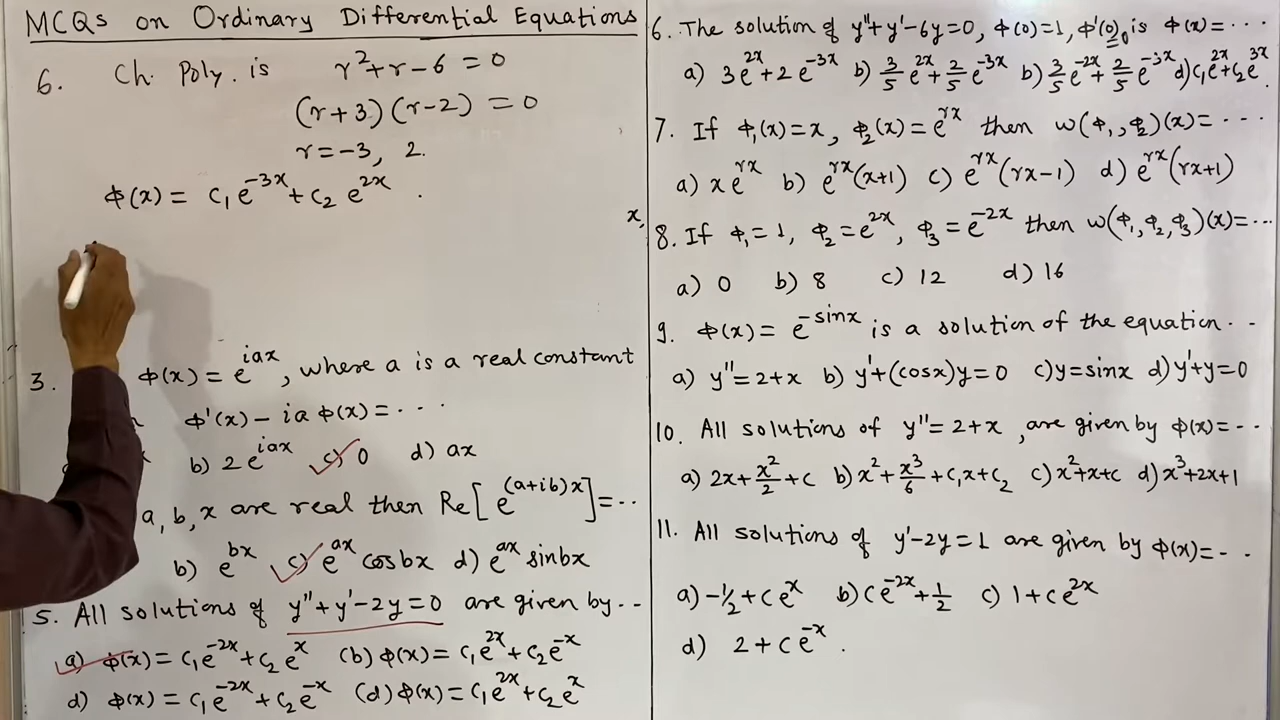 MCQs on Ordinary Differential Equations
6. Ch. Poly. is r²+r-6=0
(r+3)(r-2)=0
r=-3, 2.
Φ(x) = c₁e^{-3x}+c₂ e^{2x} .
3. Φ(x) = e^{iax}, where a is a real constant
Φ'(x) - ia Φ(x) = ...
b) 2e^{iax} c) 0 d) ax
a, b, x are real then Re[e^{(a+ib)x}]=...
b) e^{bx} c) e^{ax} cosbx d) e^{ax} sinbx
5. All solutions of y''+y'-2y=0 are given by...
a) Φ(x) = c₁e^{-2x}+c₂e^{x} (b) Φ(x) = c₁e^{2x}+c₂e^{-x}
d) Φ(x) = c₁e^{-2x}+c₂e^{-x} (d) Φ(x) = c₁e^{2x}+c₂e^{x}
x,
6. The solution of y''+y'-6y=0, Φ(0)=1, Φ'(0)=0 is Φ(x)=...
a) 3e^{2x}+2e^{-3x} b) 3/5 e^{2x}+2/5 e^{-3x} b) 3/5 e^{-2x}+2/5 e^{-3x} d) c₁e^{2x}+c₂e^{3x}
7. If Φ₁(x)=x, Φ₂(x)=e^{rx} then W(Φ₁,Φ₂)(x)=...
a) xe^{rx} b) e^{rx}(x+1) c) e^{rx}(rx-1) d) e^{rx}(rx+1)
8. If Φ₁=1, Φ₂=e^{2x}, Φ₃=e^{-2x} then W(Φ₁,Φ₂,Φ₃)(x)=...
a) 0 b) 8 c) 12 d) 16
9. Φ(x) = e^{-sinx} is a solution of the equation...
a) y''=2+x b) y'+(cosx)y=0 c) y=sinx d) y'+y=0
10. All solutions of y''=2+x, are given by Φ(x)=...
a) 2x+x²/2+c b) x²+x³/6+c₁x+c₂ c) x²+x+c d) x³+2x+1
11. All solutions of y'-2y=1 are given by Φ(x)=...
a) -1/2+ce^{x} b) ce^{-2x}+1/2 c) 1+ce^{2x}
d) 2+ce^{-x}.